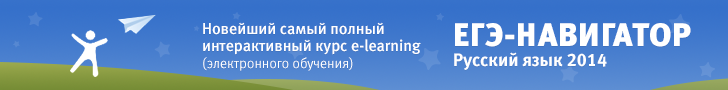 Новейший самый полный
интерактивный курс e-learning
(электронного обучения)
ЕГЭ-НАВИГАТОР
Русский язык 2014